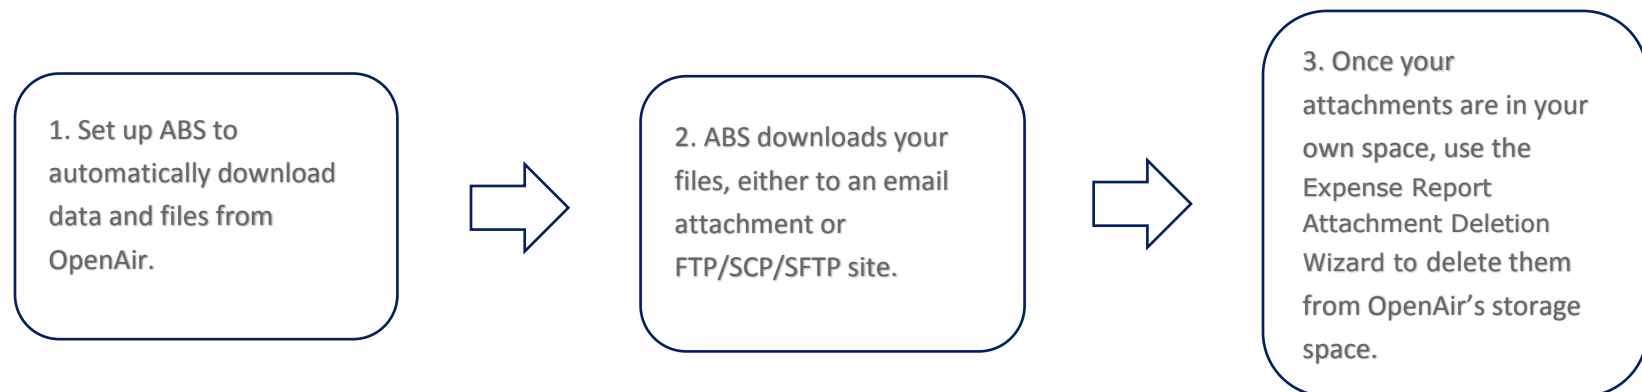 1. Set up ABS to
automatically download
data and files from
OpenAir.
2. ABS downloads your
files, either to an email
attachment or
FTP/SCP/SFTP site.
3. Once your
attachments are in your
own space, use the
Expense Report
Attachment Deletion
Wizard to delete them
from OpenAir’s storage
space.